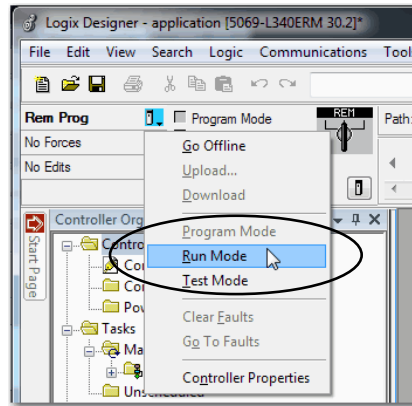 Logix Designer - application [5069-L340ERM 30.2]*
File Edit View Search Logic Communications Tool
Rem Prog Program Mode REM Path:
No Forces Go Offline
No Edits Upload...
Download
Controller Org
Program Mode
Run Mode
Test Mode
Clear Faults
Go To Faults
Controller Properties
Start Page
Tasks